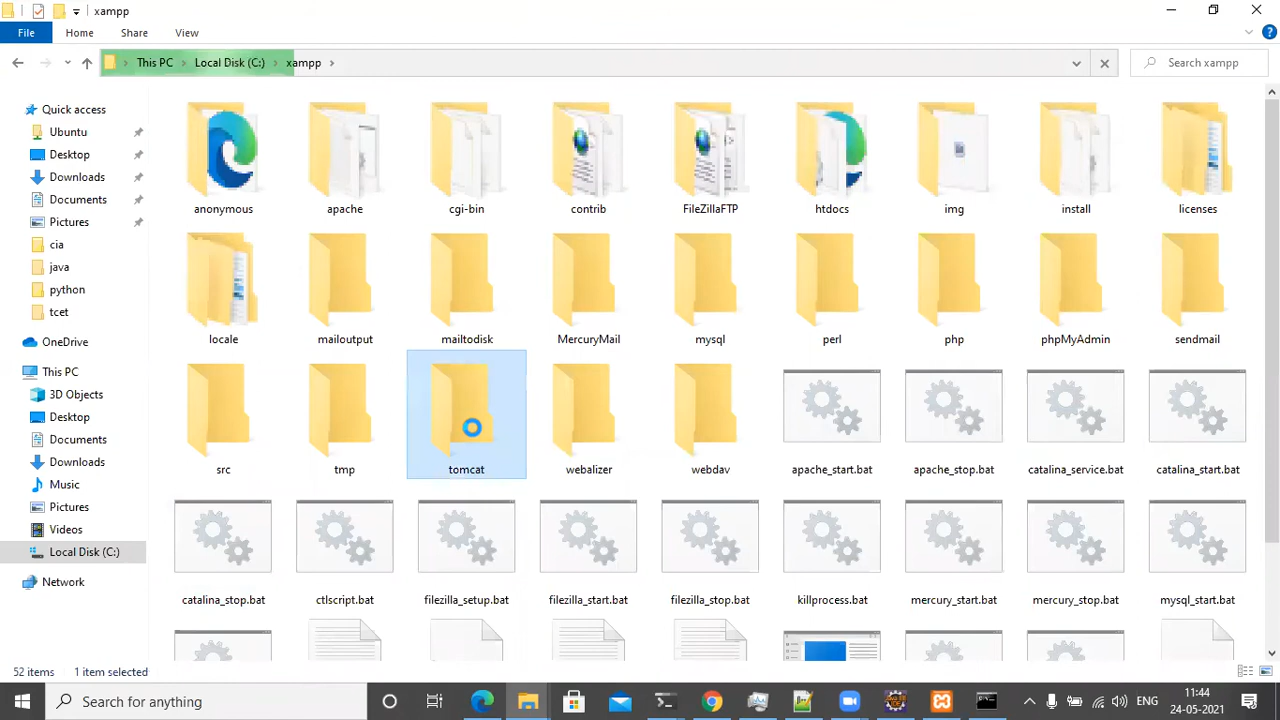 xampp
File
Home
Share
View
This PC
Local Disk (C:)
xampp
Search xampp
Quick access
Ubuntu
Desktop
Downloads
Documents
Pictures
cia
java
python
tcet
OneDrive
This PC
3D Objects
Desktop
Documents
Downloads
Music
Pictures
Videos
Local Disk (C:)
Network
anonymous
apache
cgi-bin
contrib
FileZillaFTP
htdocs
img
install
licenses
locale
mailoutput
mailtodisk
MercuryMail
mysql
perl
php
phpMyAdmin
sendmail
src
tmp
tomcat
webalizer
webdav
apache_start.bat
apache_stop.bat
catalina_service.bat
catalina_start.bat
catalina_stop.bat
ctlscript.bat
filezilla_setup.bat
filezilla_start.bat
filezilla_stop.bat
killprocess.bat
mercury_start.bat
mercury_stop.bat
mysql_start.bat
52 items
1 item selected
Search for anything
ENG
11:44
24-05-2021